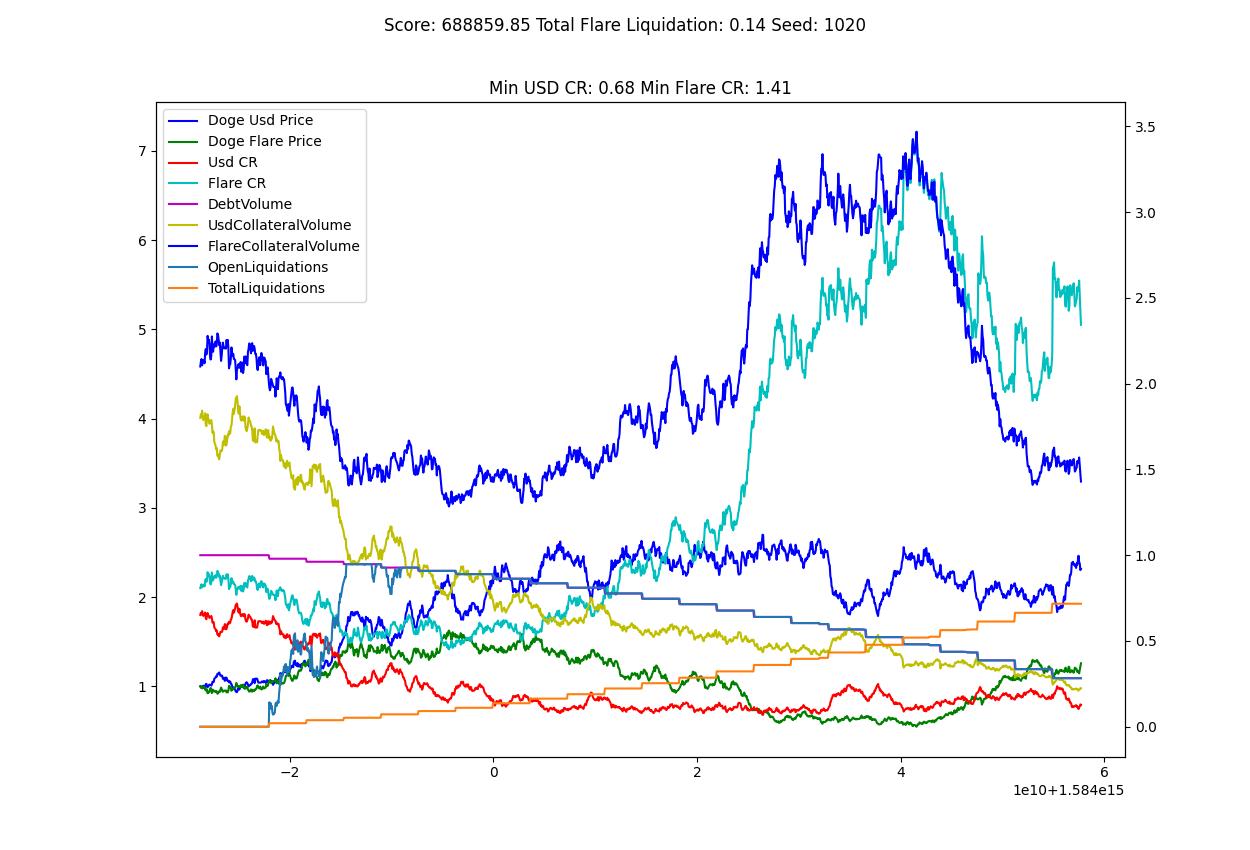 Score: 688859.85 Total Flare Liquidation: 0.14 Seed: 1020
Min USD CR: 0.68 Min Flare CR: 1.41
Doge Usd Price
Doge Flare Price
Usd CR
Flare CR
DebtVolume
UsdCollateralVolume
FlareCollateralVolume
OpenLiquidations
TotalLiquidations
7
6
5
4
3
2
1
3.5
3.0
2.5
2.0
1.5
1.0
0.5
0.0
−2
0
2
4
6
1e10+1.584e15